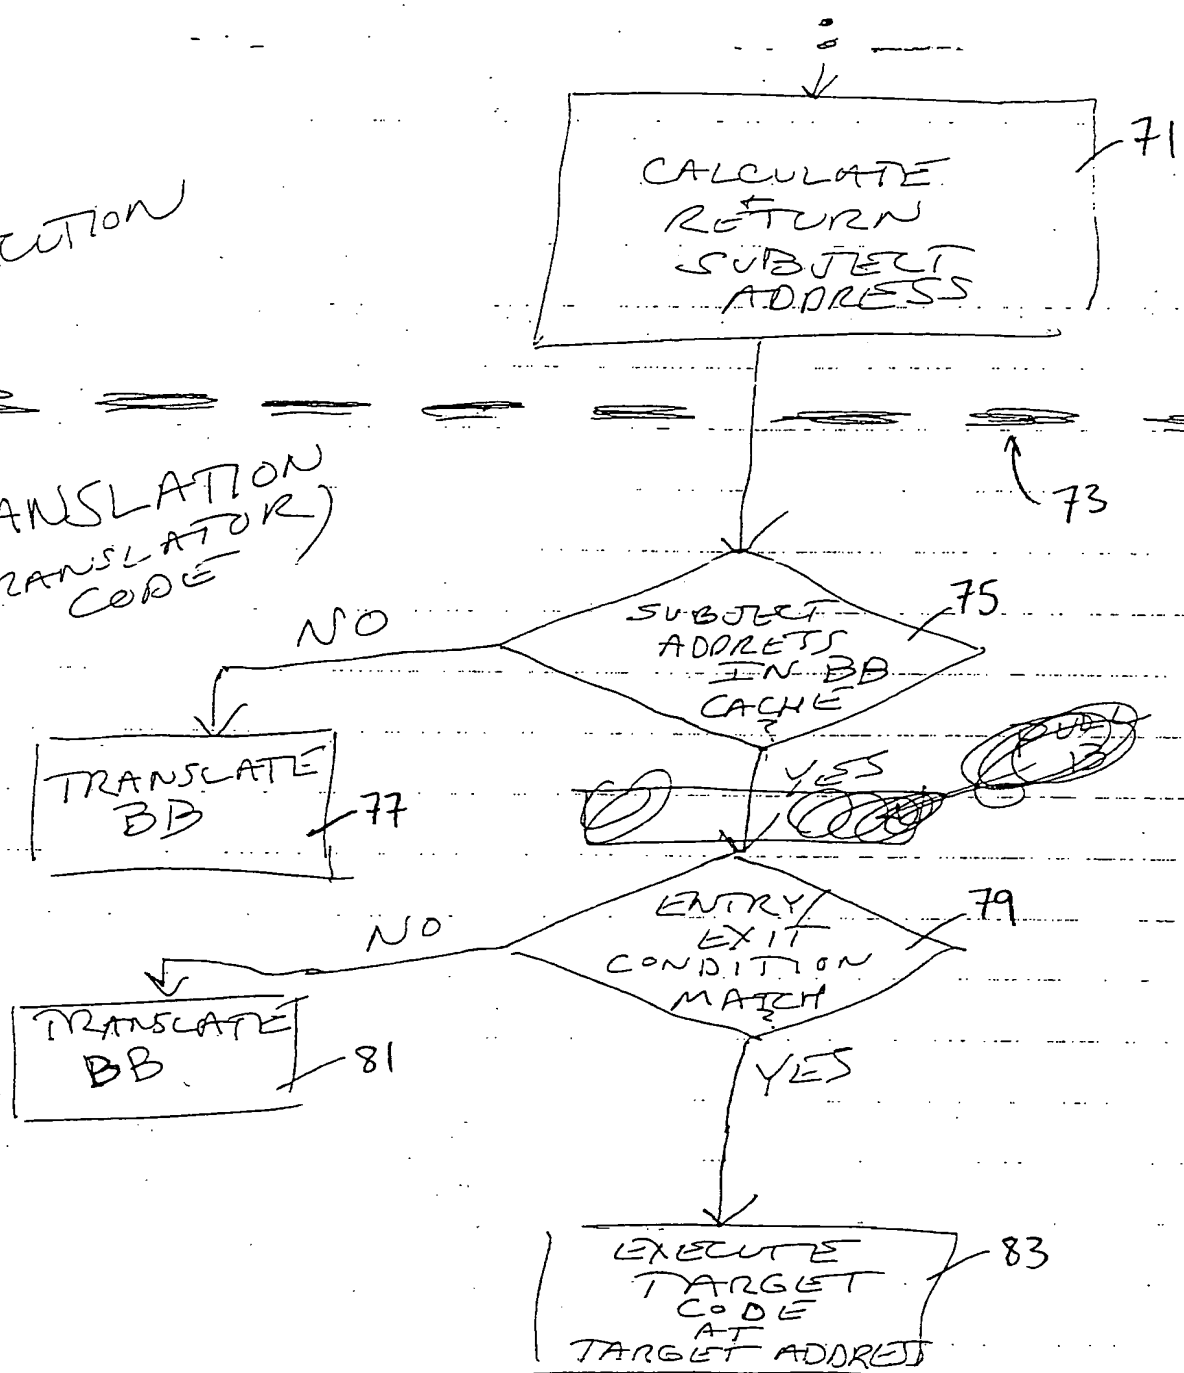 71
CALCULATE
RETURN
SUBJECT
ADDRESS
CUTION
73
ANSLATION
RANSLATOR)
CODE
75
SUBJECT
ADDRESS
IN BB
CACHE
?
NO
YES
TRANSLATE
BB
77
ENTRY/
EXIT
CONDITION
MATCH
?
79
NO
YES
TRANSLATE
BB
81
EXECUTE
TARGET
CODE
AT
TARGET ADDRESS
83